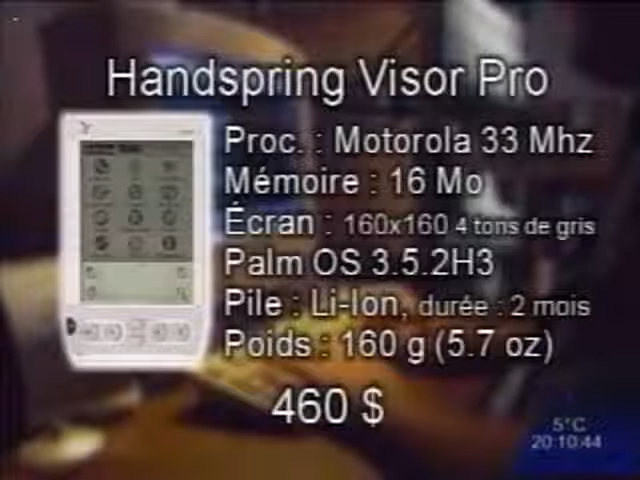 Handspring Visor Pro
Proc. : Motorola 33 Mhz
Mémoire : 16 Mo
Écran : 160x160 4 tons de gris
Palm OS 3.5.2H3
Pile : Li-Ion, durée : 2 mois
Poids : 160 g (5.7 oz)
460 $
5°C
20:10:44